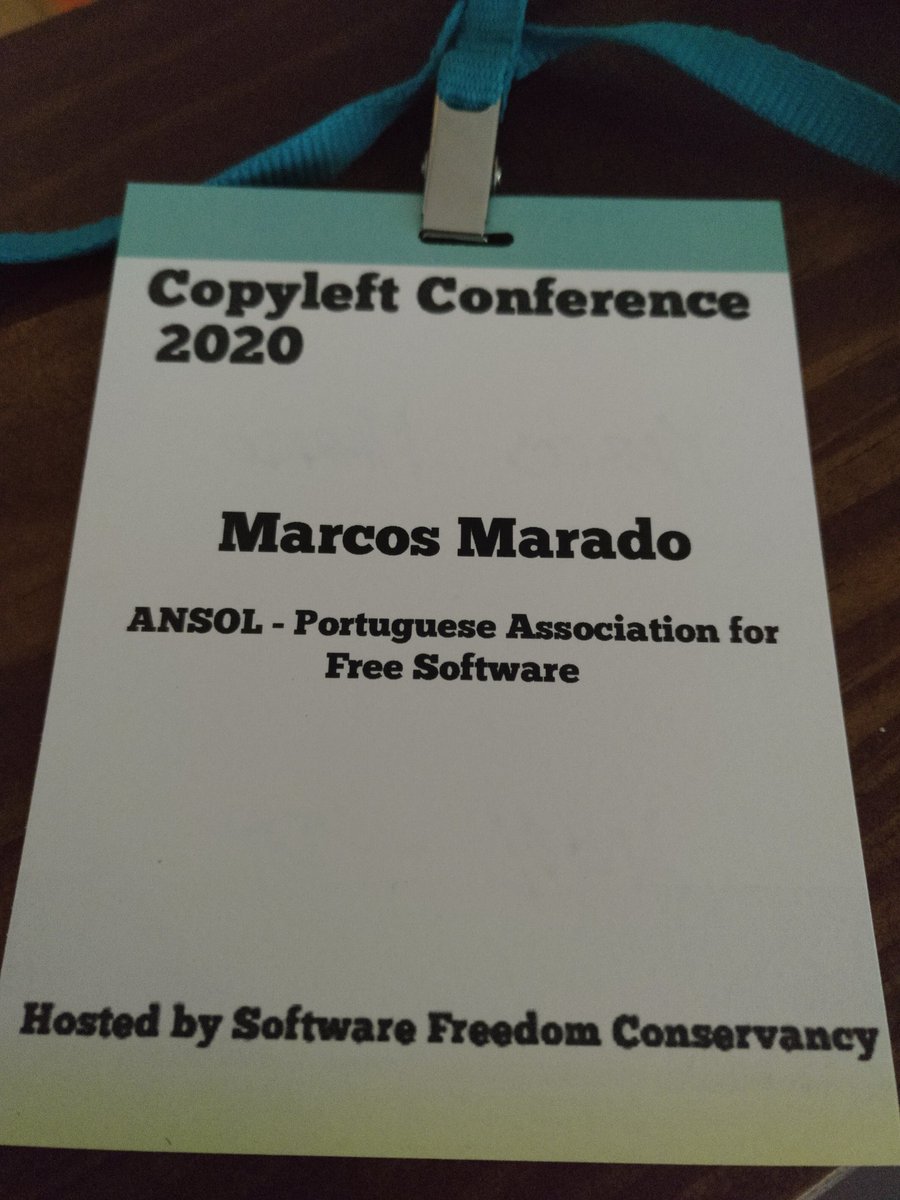 Copyleft Conference
2020
Marcos Marado
ANSOL - Portuguese Association for
Free Software
Hosted by Software Freedom Conservancy